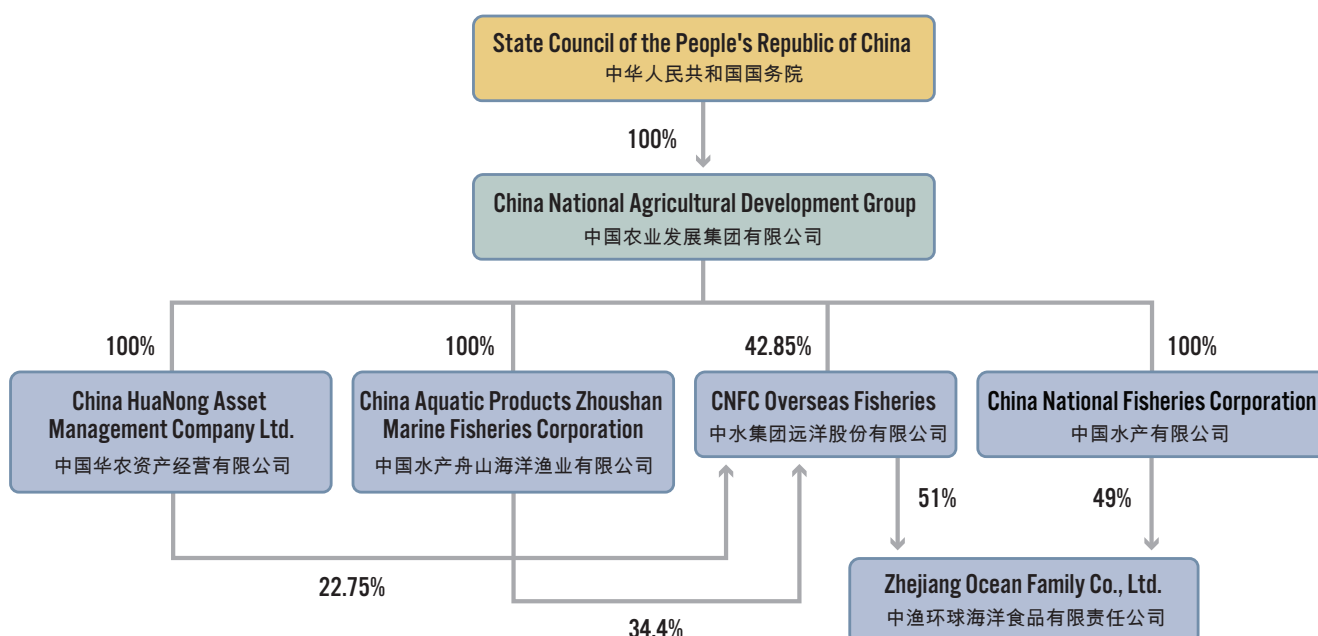 State Council of the People's Republic of China
中华人民共和国国务院
100%
China National Agricultural Development Group
中国农业发展集团有限公司
100%
100%
42.85%
100%
China HuaNong Asset
Management Company Ltd.
中国华农资产经营有限公司
China Aquatic Products Zhoushan
Marine Fisheries Corporation
中国水产舟山海洋渔业有限公司
CNFC Overseas Fisheries
中水集团远洋股份有限公司
China National Fisheries Corporation
中国水产有限公司
51%
49%
22.75%
34.4%
Zhejiang Ocean Family Co., Ltd.
中渔环球海洋食品有限责任公司